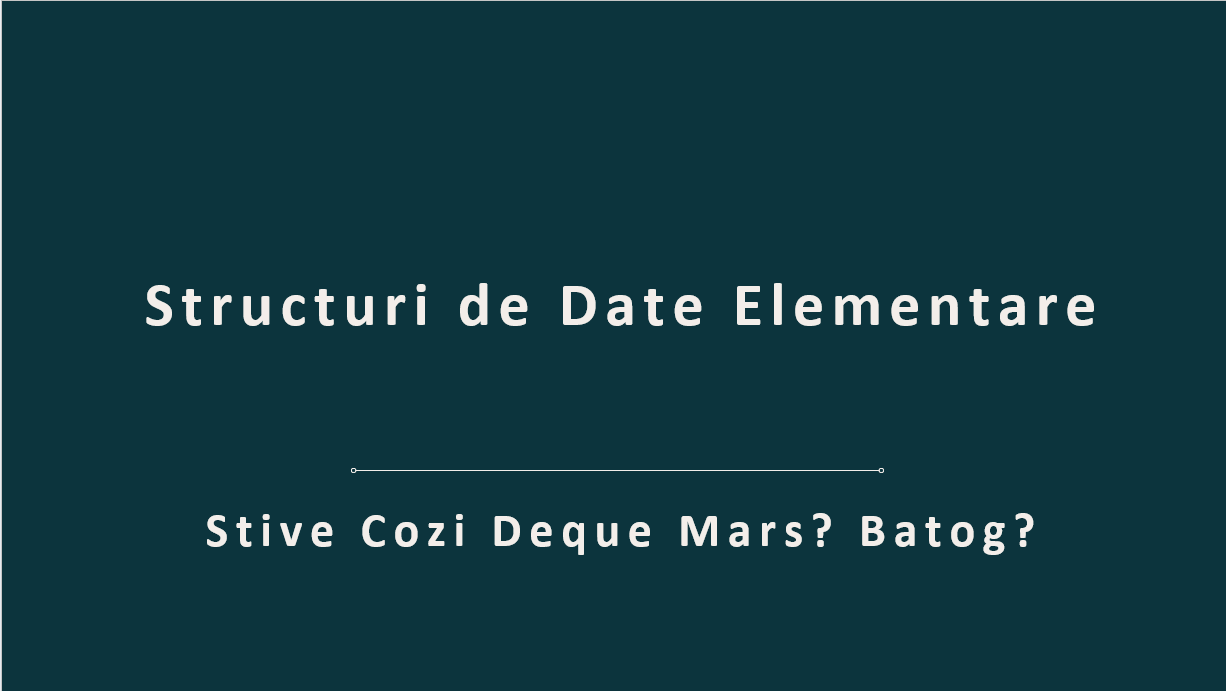 Structuri de Date Elementare
Stive Cozi Deque Mars? Batog?